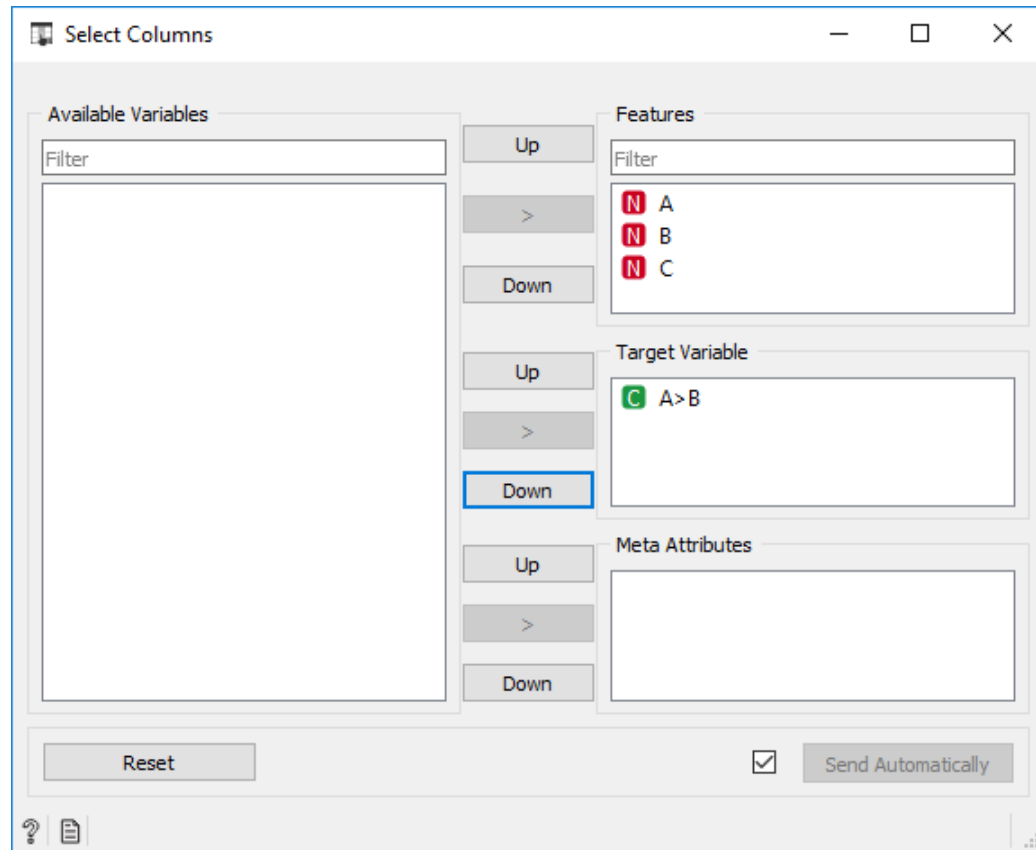 Select Columns
Available Variables
Filter
Up
>
Down
Up
>
Down
Up
>
Down
Features
Filter
N A
N B
N C
Target Variable
C A>B
Meta Attributes
Reset
Send Automatically
?